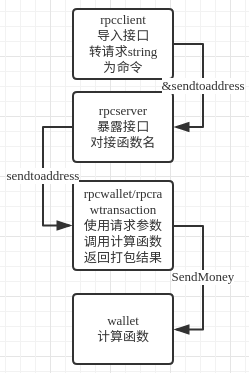 rpcclient
导入接口
转请求string
为命令
&sendtoaddress
rpcserver
暴露接口
对接函数名
sendtoaddress
rpcwallet/rpcra
wtransaction
使用请求参数
调用计算函数
返回打包结果
SendMoney
wallet
计算函数